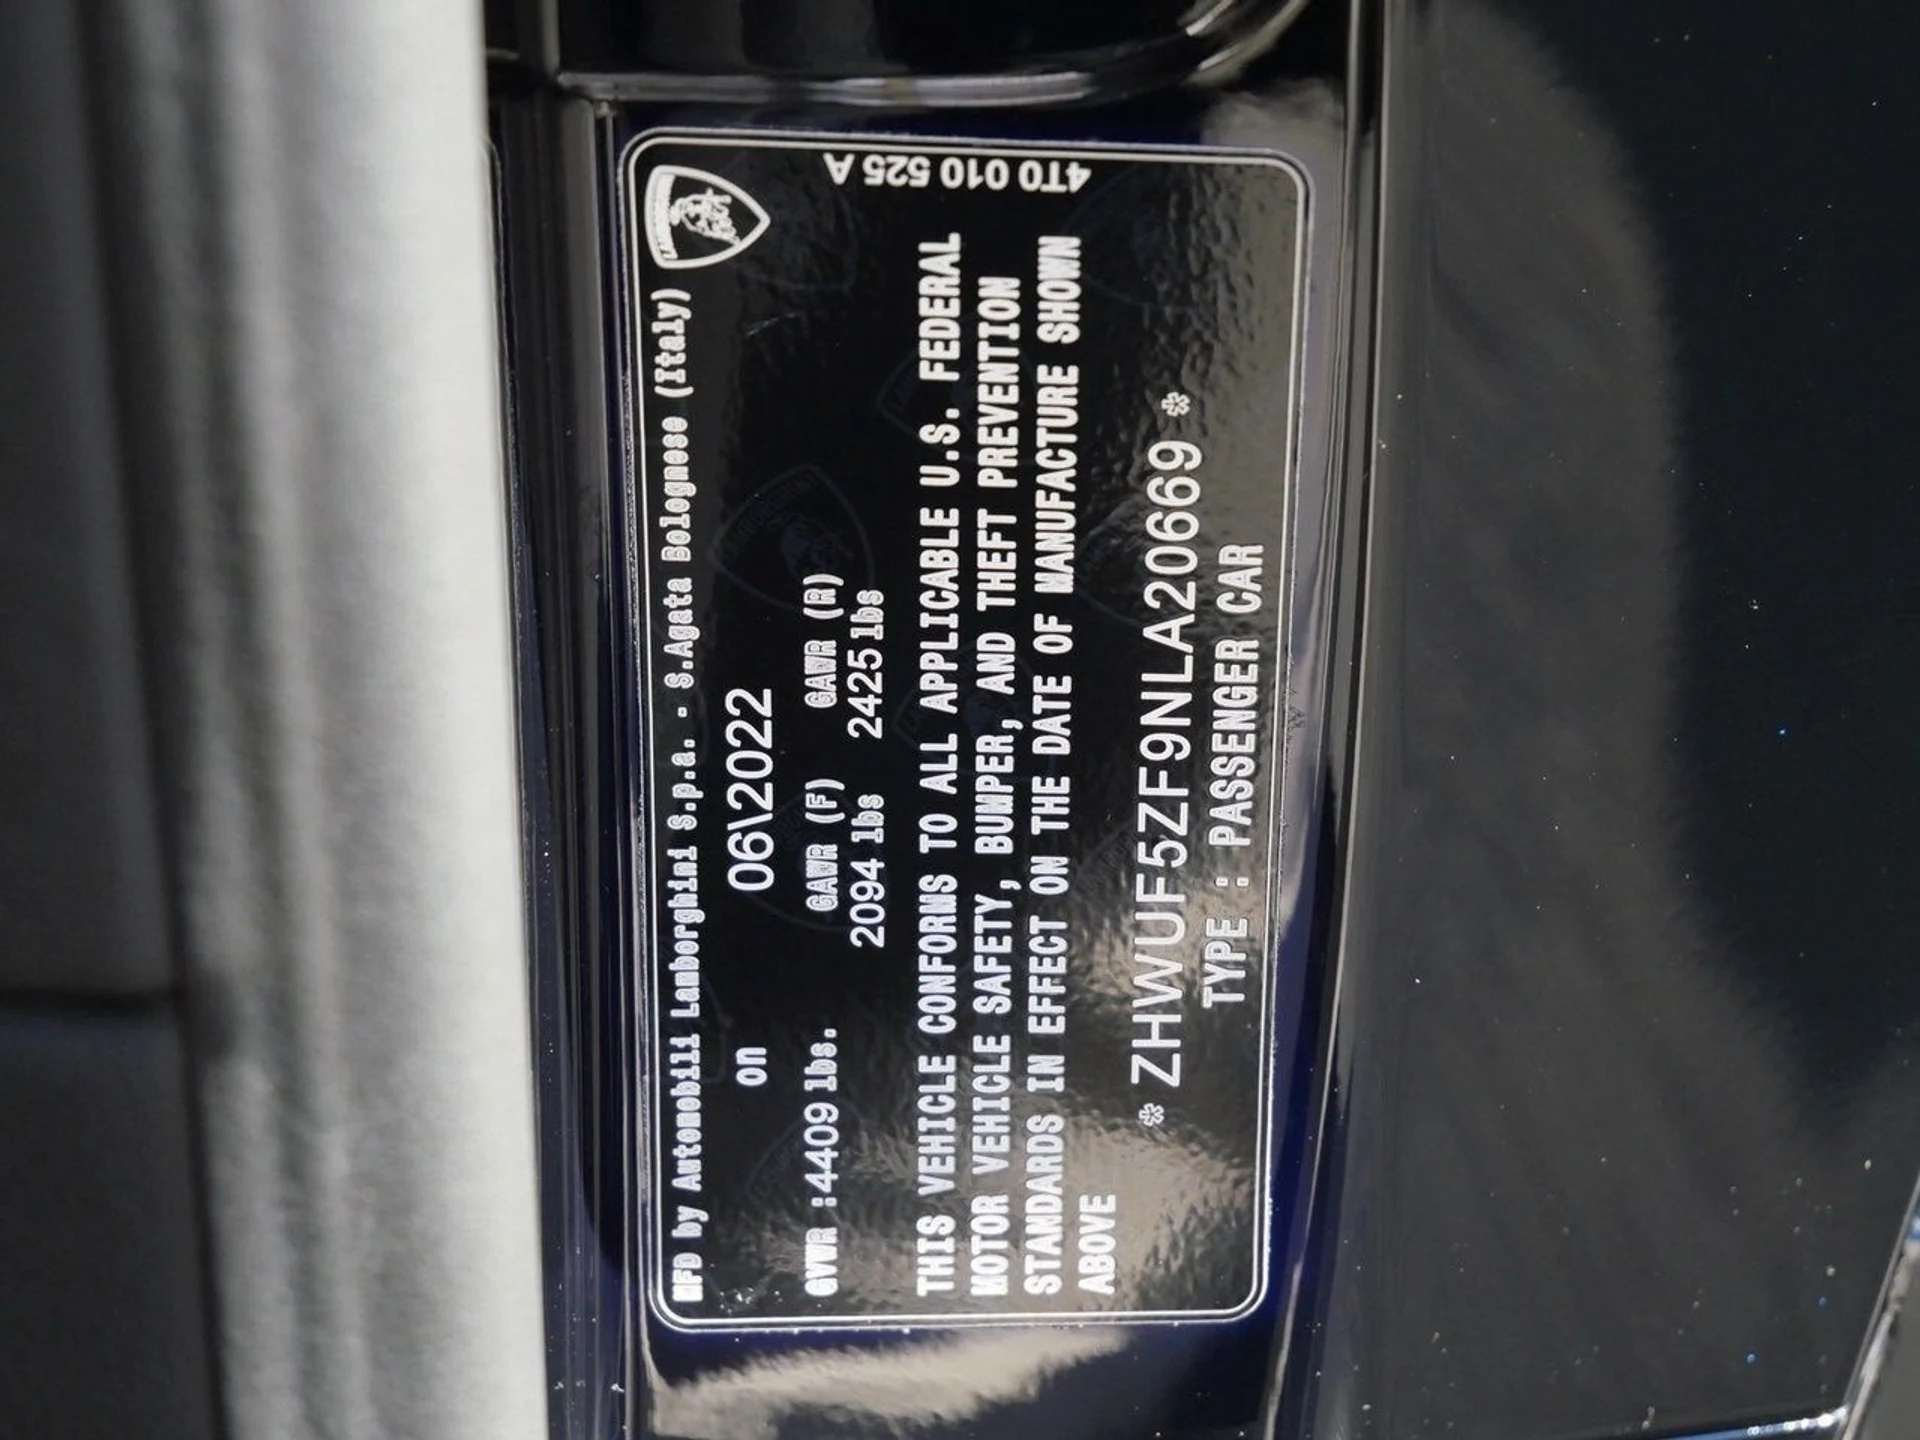 MFD by Automobili Lamborghini S.p.a. - S.Agata Bolognese (Italy)
on 06\2022
GVWR :4409 lbs. GAWR (F) GAWR (R)
2094 lbs 2425 lbs
THIS VEHICLE CONFORMS TO ALL APPLICABLE U.S. FEDERAL
MOTOR VEHICLE SAFETY, BUMPER, AND THEFT PREVENTION
STANDARDS IN EFFECT ON THE DATE OF MANUFACTURE SHOWN
ABOVE
* ZHWUF5ZF9NLA20669 *
TYPE : PASSENGER CAR
4T0 010 525 A
LAMBORGHINI